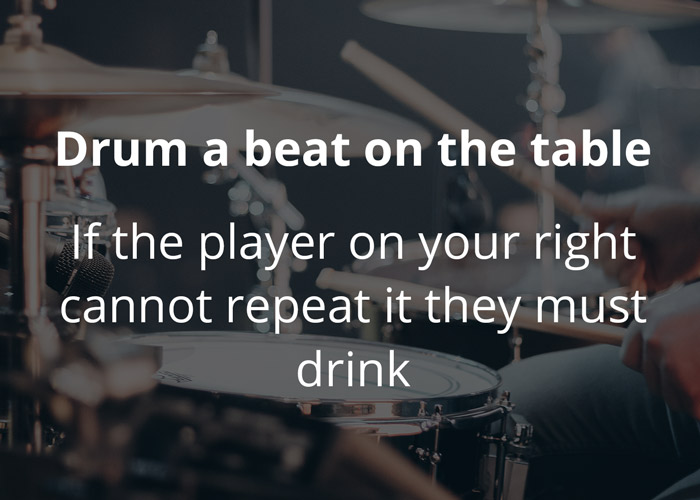 Drum a beat on the table
If the player on your right
cannot repeat it they must
drink